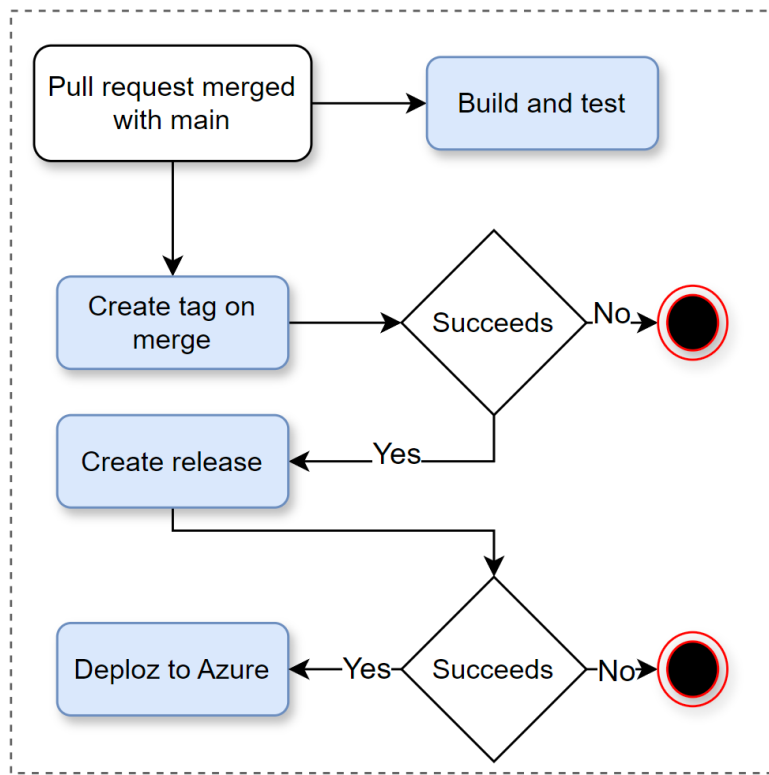 Pull request merged
with main
Build and test
Create tag on
merge
Succeeds
No
Create release
Yes
Deploz to Azure
Yes
Succeeds
No